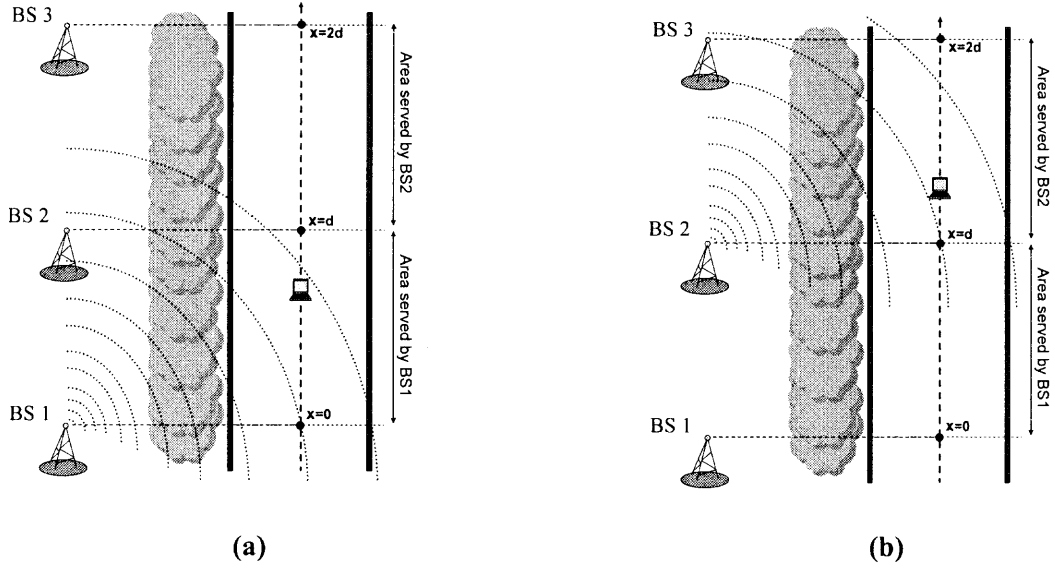 BS 3
x=2d
Area served by BS2
BS 2
x=d
Area served by BS1
BS 1
x=0
(a)
BS 3
x=2d
Area served by BS2
BS 2
x=d
Area served by BS1
BS 1
x=0
(b)